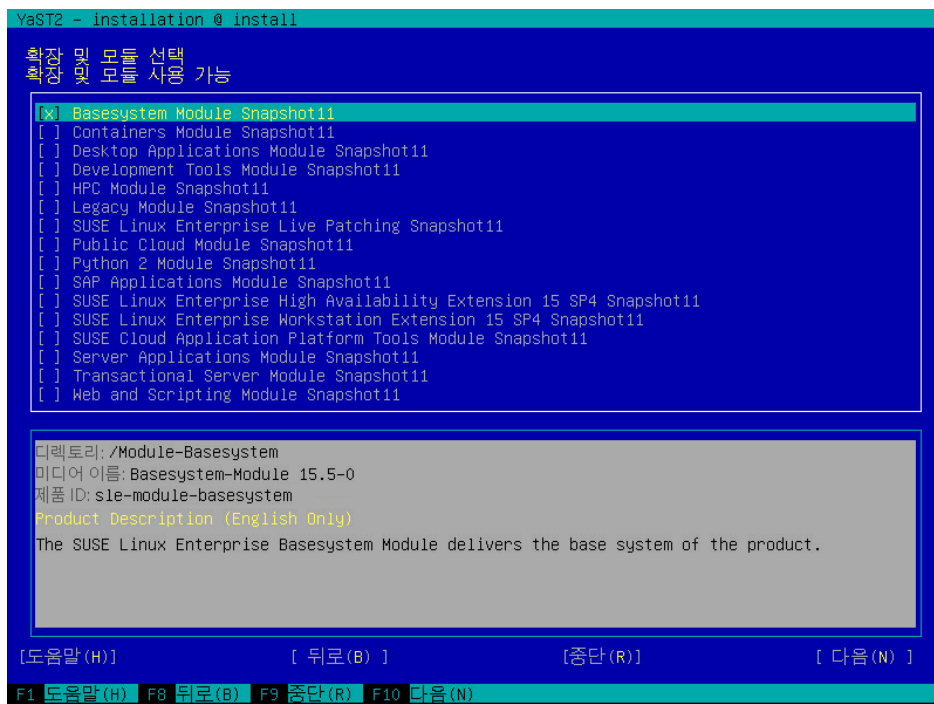 YaST2 - installation @ install
확장 및 모듈 선택
확장 및 모듈 사용 가능
[x] Basesystem Module Snapshot11
[ ] Containers Module Snapshot11
[ ] Desktop Applications Module Snapshot11
[ ] Development Tools Module Snapshot11
[ ] HPC Module Snapshot11
[ ] Legacy Module Snapshot11
[ ] SUSE Linux Enterprise Live Patching Snapshot11
[ ] Public Cloud Module Snapshot11
[ ] Python 2 Module Snapshot11
[ ] SAP Applications Module Snapshot11
[ ] SUSE Linux Enterprise High Availability Extension 15 SP4 Snapshot11
[ ] SUSE Linux Enterprise Workstation Extension 15 SP4 Snapshot11
[ ] SUSE Cloud Application Platform Tools Module Snapshot11
[ ] Server Applications Module Snapshot11
[ ] Transactional Server Module Snapshot11
[ ] Web and Scripting Module Snapshot11
디렉토리: /Module-Basesystem
미디어 이름: Basesystem-Module 15.5-0
제품 ID: sle-module-basesystem
Product Description (English Only)
The SUSE Linux Enterprise Basesystem Module delivers the base system of the product.
[도움말(H)] [ 뒤로(B) ] [중단(R)] [ 다음(N) ]
F1 도움말(H) F8 뒤로(B) F9 중단(R) F10 다음(N)